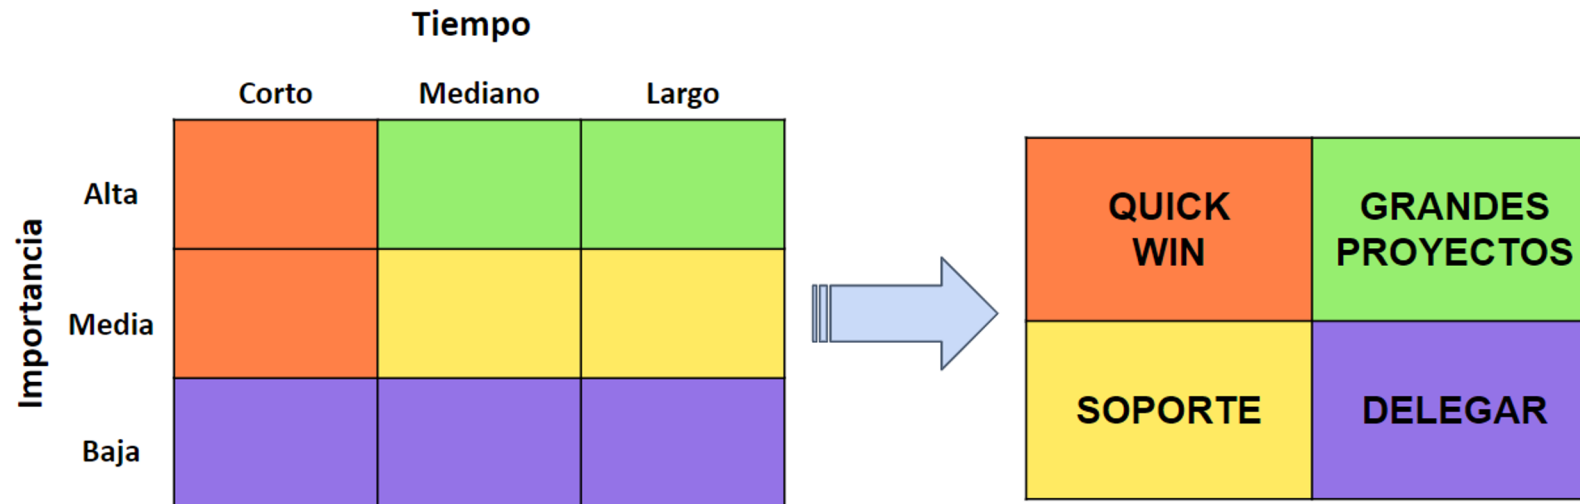 Tiempo
Corto Mediano Largo
Importancia
Alta
Media
Baja
QUICK
WIN
GRANDES
PROYECTOS
SOPORTE
DELEGAR